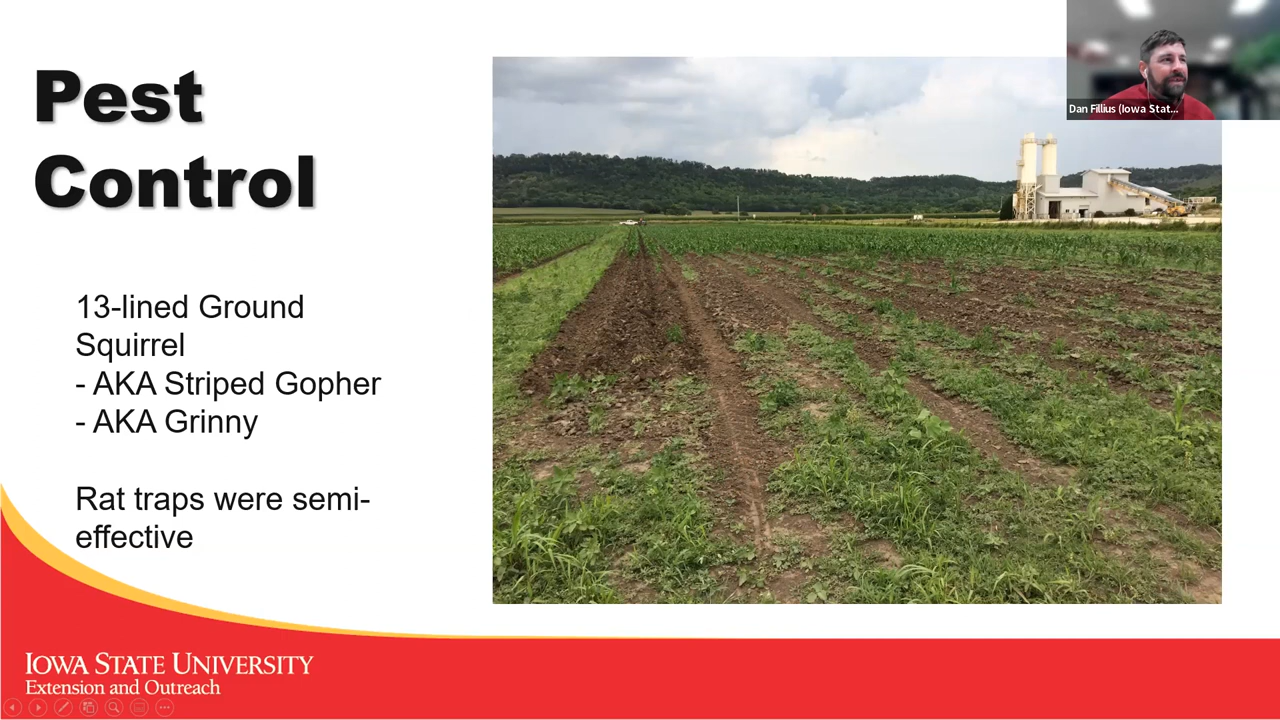 Pest
Control
Dan Fillius (Iowa Stat...
13-lined Ground
Squirrel
- AKA Striped Gopher
- AKA Grinny
Rat traps were semi-
effective
IOWA STATE UNIVERSITY
Extension and Outreach